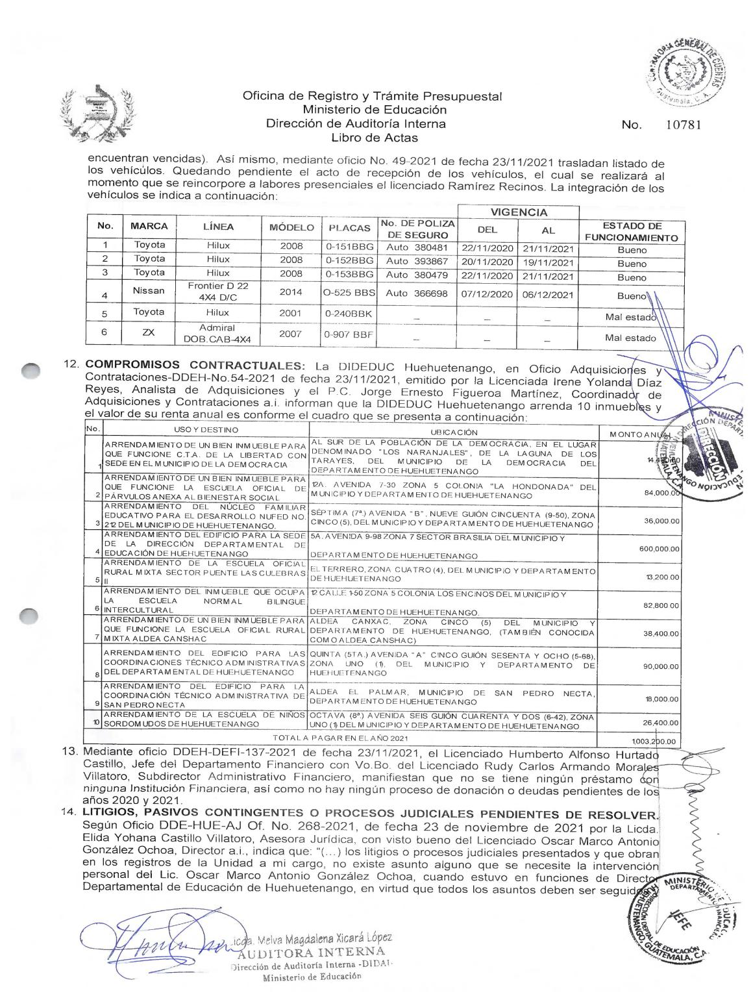 CONTRALORIA GENERAL DE CUENTAS
Guatemala, C. A.
Oficina de Registro y Trámite Presupuestal
Ministerio de Educación
Dirección de Auditoría Interna
Libro de Actas
No. 10781
encuentran vencidas). Así mismo, mediante oficio No. 49-2021 de fecha 23/11/2021 trasladan listado de
los vehículos. Quedando pendiente el acto de recepción de los vehículos, el cual se realizará al
momento que se reincorpore a labores presenciales el licenciado Ramírez Recinos. La integración de los
vehículos se indica a continuación:
VIGENCIA
No. MARCA LÍNEA MÓDELO PLACAS No. DE POLIZA DE SEGURO DEL AL ESTADO DE FUNCIONAMIENTO
1 Toyota Hilux 2008 0-151BBG Auto 380481 22/11/2020 21/11/2021 Bueno
2 Toyota Hilux 2008 0-152BBG Auto 393867 20/11/2020 19/11/2021 Bueno
3 Toyota Hilux 2008 0-153BBG Auto 380479 22/11/2020 21/11/2021 Bueno
4 Nissan Frontier D 22 4X4 D/C 2014 O-525 BBS Auto 366698 07/12/2020 06/12/2021 Bueno
5 Toyota Hilux 2001 0-240BBK _ _ _ Mal estado
6 ZX Admiral DOB.CAB-4X4 2007 0-907 BBF _ _ _ Mal estado
12. COMPROMISOS CONTRACTUALES: La DIDEDUC Huehuetenango, en Oficio Adquisiciones y
Contrataciones-DDEH-No.54-2021 de fecha 23/11/2021, emitido por la Licenciada Irene Yolanda Díaz
Reyes, Analista de Adquisiciones y el P.C. Jorge Ernesto Figueroa Martínez, Coordinador de
Adquisiciones y Contrataciones a.i. informan que la DIDEDUC Huehuetenango arrenda 10 inmuebles y
el valor de su renta anual es conforme el cuadro que se presenta a continuación:
No. USO Y DESTINO UBICACIÓN MONTO ANUAL
1 ARRENDAMIENTO DE UN BIEN INMUEBLE PARA
QUE FUNCIONE C.T.A. DE LA LIBERTAD CON
SEDE EN EL MUNICIPIO DE LA DEMOCRACIA
AL SUR DE LA POBLACIÓN DE LA DEMOCRACIA, EN EL LUGAR
DENOMINADO "LOS NARANJALES", DE LA LAGUNA DE LOS
TARAYES, DEL MUNICIPIO DE LA DEMOCRACIA DEL
DEPARTAMENTO DE HUEHUETENANGO
2 ARRENDAMIENTO DE UN BIEN INMUEBLE PARA
QUE FUNCIONE LA ESCUELA OFICIAL DE
PÁRVULOS ANEXA AL BIENESTAR SOCIAL
12A. AVENIDA 7-30 ZONA 5 COLONIA "LA HONDONADA" DEL
MUNICIPIO Y DEPARTAMENTO DE HUEHUETENANGO
84,000.00
3 ARRENDAMIENTO DEL NÚCLEO FAMILIAR
EDUCATIVO PARA EL DESARROLLO NUFED NO.
212 DEL MUNICIPIO DE HUEHUETENANGO.
SÉPTIMA (7ª.) AVENIDA "B", NUEVE GUIÓN CINCUENTA (9-50), ZONA
CINCO (5), DEL MUNICIPIO Y DEPARTAMENTO DE HUEHUETENANGO
36,000.00
4 ARRENDAMIENTO DEL EDIFICIO PARA LA SEDE
DE LA DIRECCIÓN DEPARTAMENTAL DE
EDUCACIÓN DE HUEHUETENANGO
5A. AVENIDA 9-98 ZONA 7 SECTOR BRASILIA DEL MUNICIPIO Y
DEPARTAMENTO DE HUEHUETENANGO
600,000.00
5 ARRENDAMIENTO DE LA ESCUELA OFICIAL
RURAL MIXTA SECTOR PUENTE LAS CULEBRAS
II
EL TERRERO, ZONA CUATRO (4), DEL MUNICIPIO Y DEPARTAMENTO
DE HUEHUETENANGO
13,200.00
6 ARRENDAMIENTO DEL INMUEBLE QUE OCUPA
LA ESCUELA NORMAL BILINGUE
INTERCULTURAL
12 CALLE 1-50 ZONA 5 COLONIA LOS ENCINOS DEL MUNICIPIO Y
DEPARTAMENTO DE HUEHUETENANGO.
82,800.00
7 ARRENDAMIENTO DE UN BIEN INMUEBLE PARA
QUE FUNCIONE LA ESCUELA OFICIAL RURAL
MIXTA ALDEA CANSHAC
ALDEA CANXAC, ZONA CINCO (5) DEL MUNICIPIO Y
DEPARTAMENTO DE HUEHUETENANGO, (TAMBIÉN CONOCIDA
COMO ALDEA CANSHAC)
38,400.00
8 ARRENDAMIENTO DEL EDIFICIO PARA LAS
COORDINACIONES TÉCNICO ADMINISTRATIVAS
DEL DEPARTAMENTAL DE HUEHUETENANGO
QUINTA (5TA.) AVENIDA "A" CINCO GUIÓN SESENTA Y OCHO (5-68),
ZONA UNO (1), DEL MUNICIPIO Y DEPARTAMENTO DE
HUEHUETENANGO
90,000.00
9 ARRENDAMIENTO DEL EDIFICIO PARA LA
COORDINACIÓN TÉCNICO ADMINISTRATIVA DE
SAN PEDRO NECTA
ALDEA EL PALMAR, MUNICIPIO DE SAN PEDRO NECTA,
DEPARTAMENTO DE HUEHUETENANGO
18,000.00
10 ARRENDAMIENTO DE LA ESCUELA DE NIÑOS
SORDOMUDOS DE HUEHUETENANGO
OCTAVA (8ª.) AVENIDA SEIS GUIÓN CUARENTA Y DOS (6-42), ZONA
UNO (1) DEL MUNICIPIO Y DEPARTAMENTO DE HUEHUETENANGO
26,400.00
TOTAL A PAGAR EN EL AÑO 2021 1,003,200.00
13. Mediante oficio DDEH-DEFI-137-2021 de fecha 23/11/2021, el Licenciado Humberto Alfonso Hurtado
Castillo, Jefe del Departamento Financiero con Vo.Bo. del Licenciado Rudy Carlos Armando Morales
Villatoro, Subdirector Administrativo Financiero, manifiestan que no se tiene ningún préstamo con
ninguna Institución Financiera, así como no hay ningún proceso de donación o deudas pendientes de los
años 2020 y 2021.
14. LITIGIOS, PASIVOS CONTINGENTES O PROCESOS JUDICIALES PENDIENTES DE RESOLVER.
Según Oficio DDE-HUE-AJ Of. No. 268-2021, de fecha 23 de noviembre de 2021 por la Licda.
Elida Yohana Castillo Villatoro, Asesora Jurídica, con visto bueno del Licenciado Oscar Marco Antonio
González Ochoa, Director a.i., indica que: "(...) los litigios o procesos judiciales presentados y que obran
en los registros de la Unidad a mi cargo, no existe asunto alguno que se necesite la intervención
personal del Lic. Oscar Marco Antonio González Ochoa, cuando estuvo en funciones de Director
Departamental de Educación de Huehuetenango, en virtud que todos los asuntos deben ser seguidos
icda. Melva Magdalena Xicará López
AUDITORA INTERNA
Dirección de Auditoría Interna -DIDAI-
Ministerio de Educación
DIRECCIÓN
JEFE
MINISTERIO DE EDUCAC
DEPARTAMENTO FINANCIERO
DIRECCIÓN DEPTAL. DE EDUCACIÓN
HUEHUETENANGO, GUATEMALA, C.A.